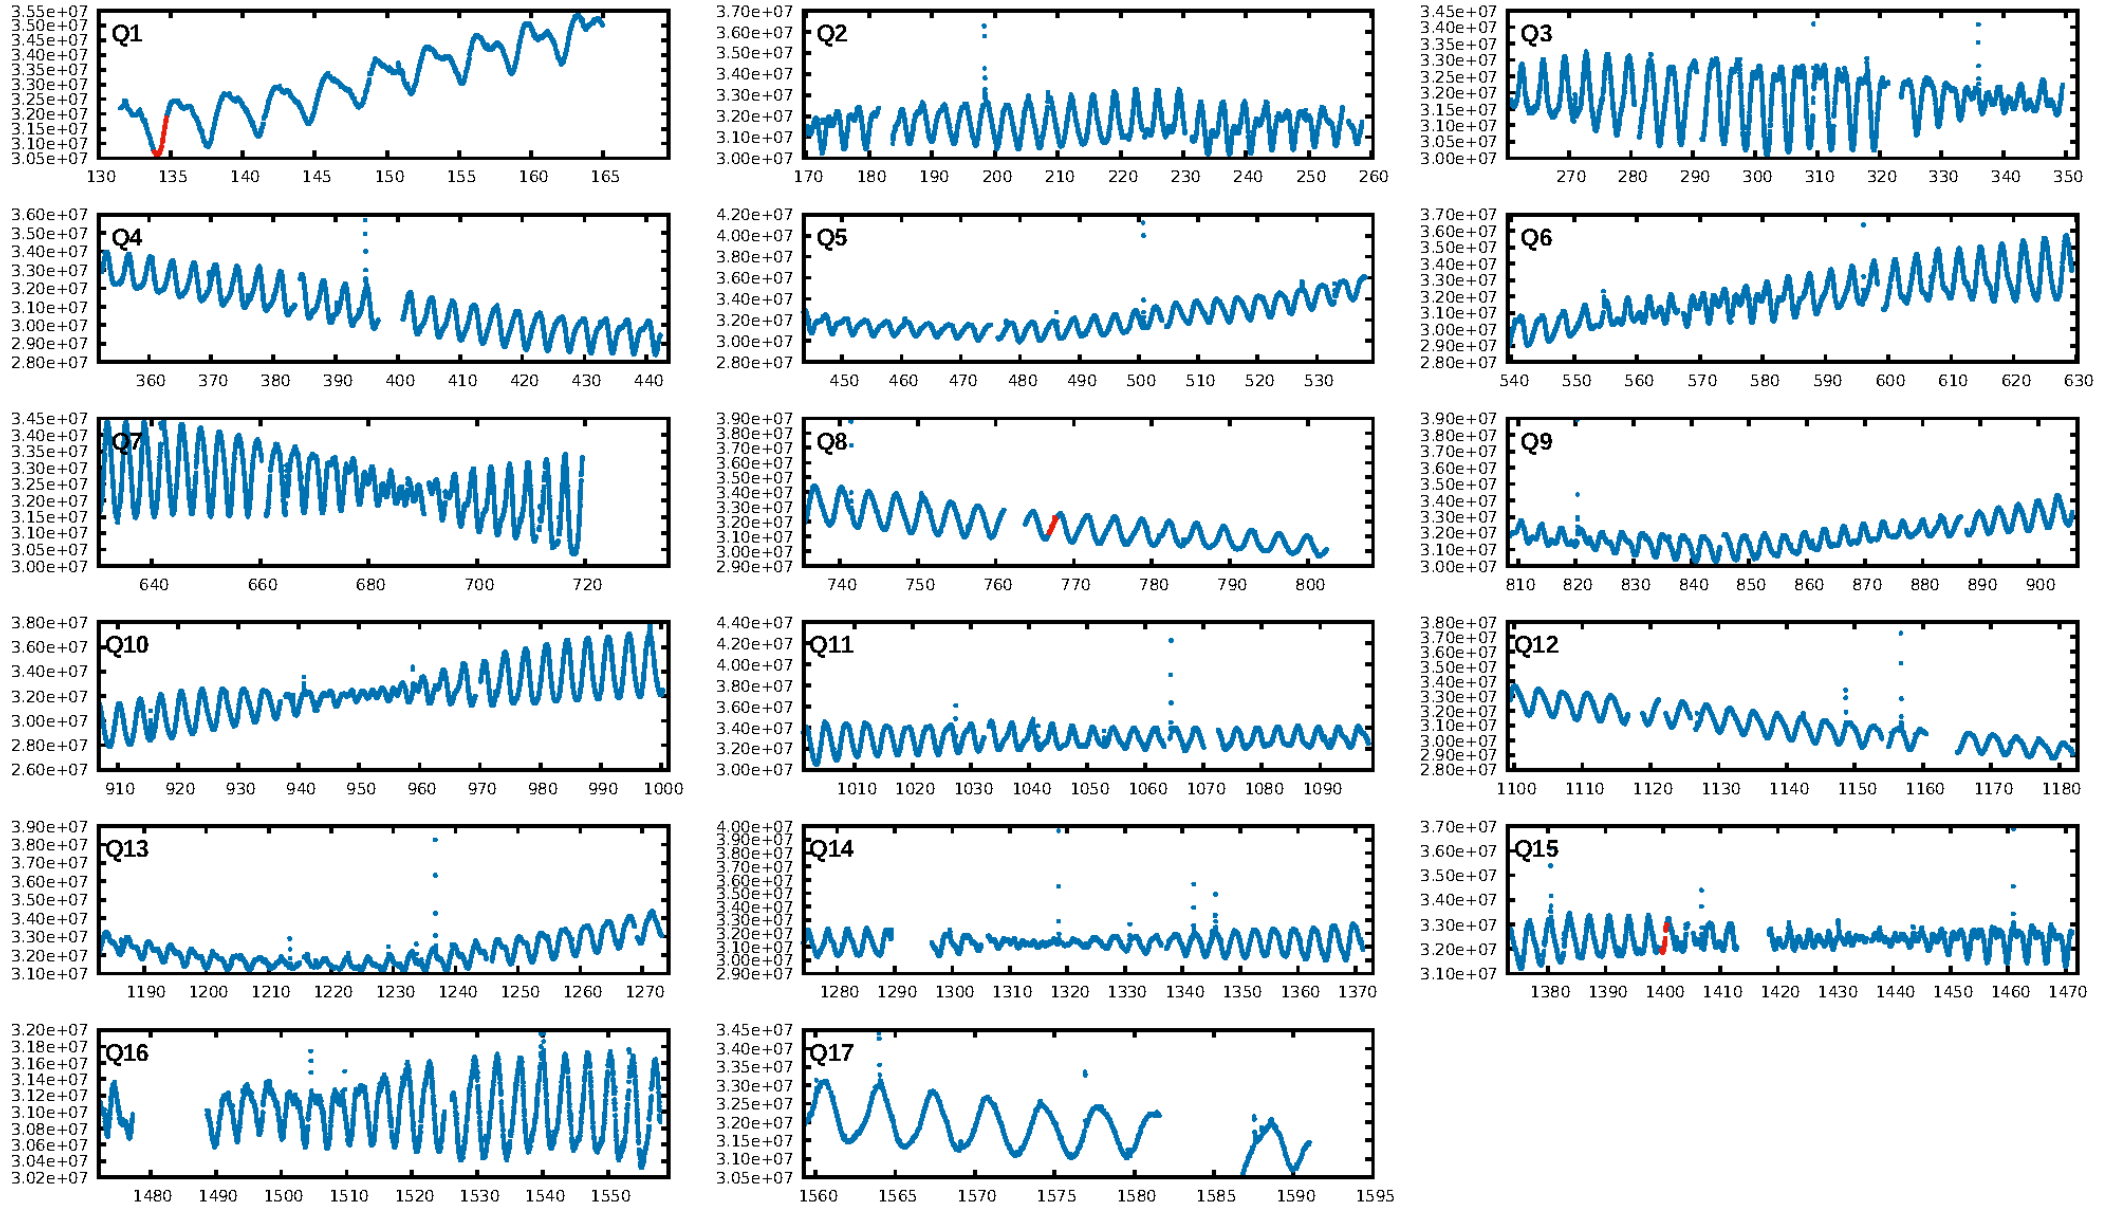 Q1
3.55e+07
3.50e+07
3.45e+07
3.40e+07
3.35e+07
3.30e+07
3.25e+07
3.20e+07
3.15e+07
3.10e+07
3.05e+07
130 135 140 145 150 155 160 165
Q2
3.70e+07
3.60e+07
3.50e+07
3.40e+07
3.30e+07
3.20e+07
3.10e+07
3.00e+07
170 180 190 200 210 220 230 240 250 260
Q3
3.45e+07
3.40e+07
3.35e+07
3.30e+07
3.25e+07
3.20e+07
3.15e+07
3.10e+07
3.05e+07
3.00e+07
270 280 290 300 310 320 330 340 350
Q4
3.60e+07
3.50e+07
3.40e+07
3.30e+07
3.20e+07
3.10e+07
3.00e+07
2.90e+07
2.80e+07
360 370 380 390 400 410 420 430 440
Q5
4.20e+07
4.00e+07
3.80e+07
3.60e+07
3.40e+07
3.20e+07
3.00e+07
2.80e+07
450 460 470 480 490 500 510 520 530
Q6
3.70e+07
3.60e+07
3.50e+07
3.40e+07
3.30e+07
3.20e+07
3.10e+07
3.00e+07
2.90e+07
2.80e+07
540 550 560 570 580 590 600 610 620 630
Q7
3.45e+07
3.40e+07
3.35e+07
3.30e+07
3.25e+07
3.20e+07
3.15e+07
3.10e+07
3.05e+07
3.00e+07
640 660 680 700 720
Q8
3.90e+07
3.80e+07
3.70e+07
3.60e+07
3.50e+07
3.40e+07
3.30e+07
3.20e+07
3.10e+07
3.00e+07
2.90e+07
740 750 760 770 780 790 800
Q9
3.90e+07
3.80e+07
3.70e+07
3.60e+07
3.50e+07
3.40e+07
3.30e+07
3.20e+07
3.10e+07
3.00e+07
810 820 830 840 850 860 870 880 890 900
Q10
3.80e+07
3.60e+07
3.40e+07
3.20e+07
3.00e+07
2.80e+07
2.60e+07
910 920 930 940 950 960 970 980 990 1000
Q11
4.40e+07
4.20e+07
4.00e+07
3.80e+07
3.60e+07
3.40e+07
3.20e+07
3.00e+07
1010 1020 1030 1040 1050 1060 1070 1080 1090
Q12
3.80e+07
3.70e+07
3.60e+07
3.50e+07
3.40e+07
3.30e+07
3.20e+07
3.10e+07
3.00e+07
2.90e+07
2.80e+07
1100 1110 1120 1130 1140 1150 1160 1170 1180
Q13
3.90e+07
3.80e+07
3.70e+07
3.60e+07
3.50e+07
3.40e+07
3.30e+07
3.20e+07
3.10e+07
1190 1200 1210 1220 1230 1240 1250 1260 1270
Q14
4.00e+07
3.90e+07
3.80e+07
3.70e+07
3.60e+07
3.50e+07
3.40e+07
3.30e+07
3.20e+07
3.10e+07
3.00e+07
2.90e+07
1280 1290 1300 1310 1320 1330 1340 1350 1360 1370
Q15
3.70e+07
3.60e+07
3.50e+07
3.40e+07
3.30e+07
3.20e+07
3.10e+07
1380 1390 1400 1410 1420 1430 1440 1450 1460 1470
Q16
3.20e+07
3.18e+07
3.16e+07
3.14e+07
3.12e+07
3.10e+07
3.08e+07
3.06e+07
3.04e+07
3.02e+07
1480 1490 1500 1510 1520 1530 1540 1550
Q17
3.45e+07
3.40e+07
3.35e+07
3.30e+07
3.25e+07
3.20e+07
3.15e+07
3.10e+07
3.05e+07
1560 1565 1570 1575 1580 1585 1590 1595